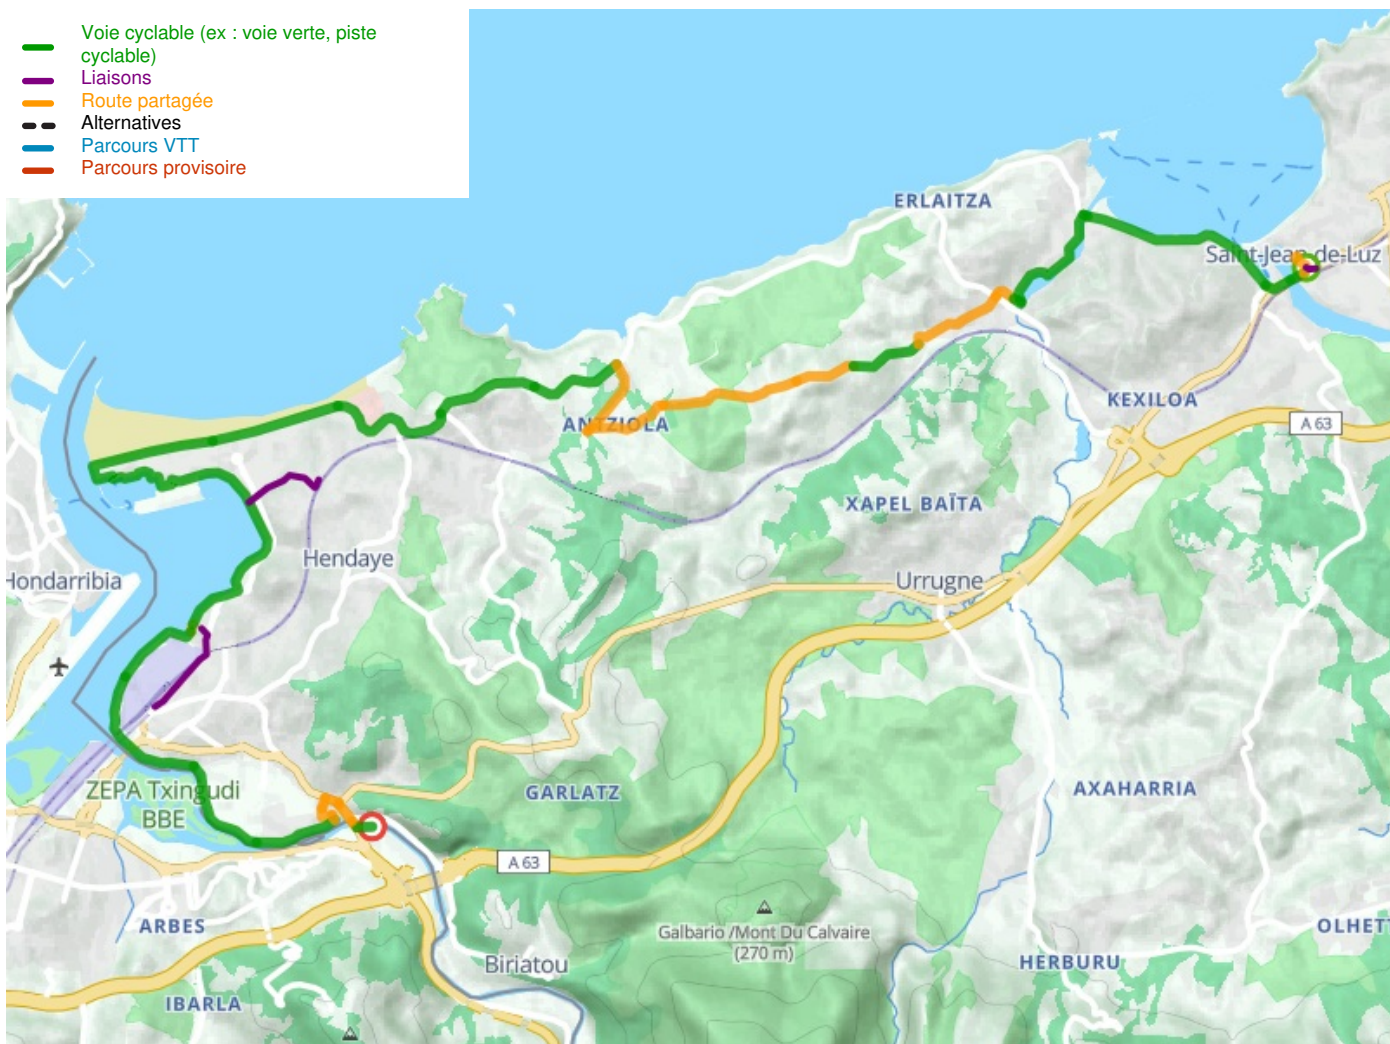 Voie cyclable (ex : voie verte, piste
cyclable)
Liaisons
Route partagée
Alternatives
Parcours VTT
Parcours provisoire
ERLAITZA
Saint-Jean-de-Luz
KEXILOA
A 63
ANTZIOLA
XAPEL BAÏTA
Hendaye
Hondarribia
Urrugne
ZEPA Txingudi
BBE
GARLATZ
AXAHARRIA
A 63
ARBES
Galbario /Mont Du Calvaire
(270 m)
OLHET
Biriatou
HERBURU
IBARLA